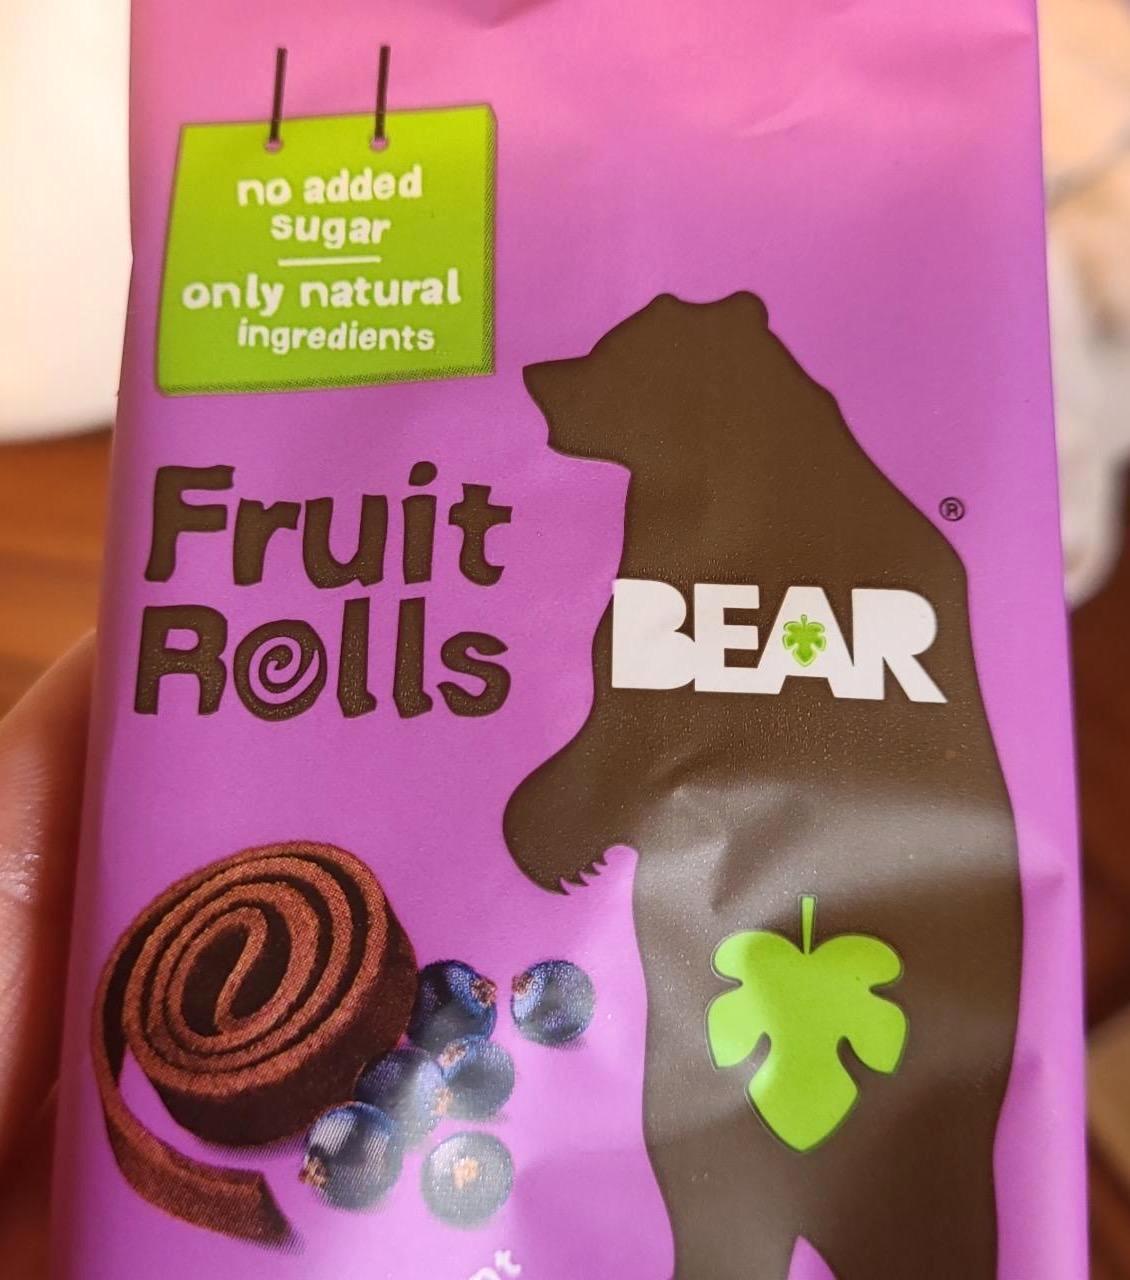 no added
sugar
only natural
ingredients
Fruit
Rolls
®
BEAR